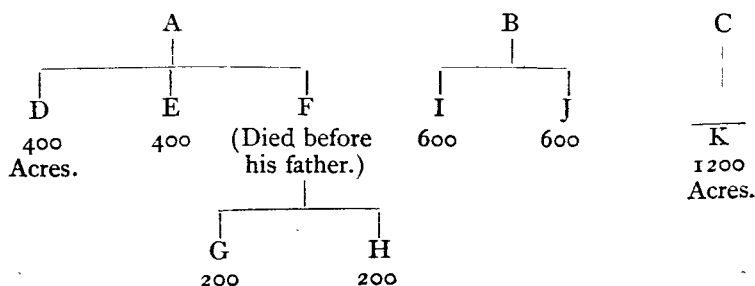 A B C
D E F I J
400 400 (Died before 600 600 K
Acres. his father.) 1200
Acres.
G H
200 200